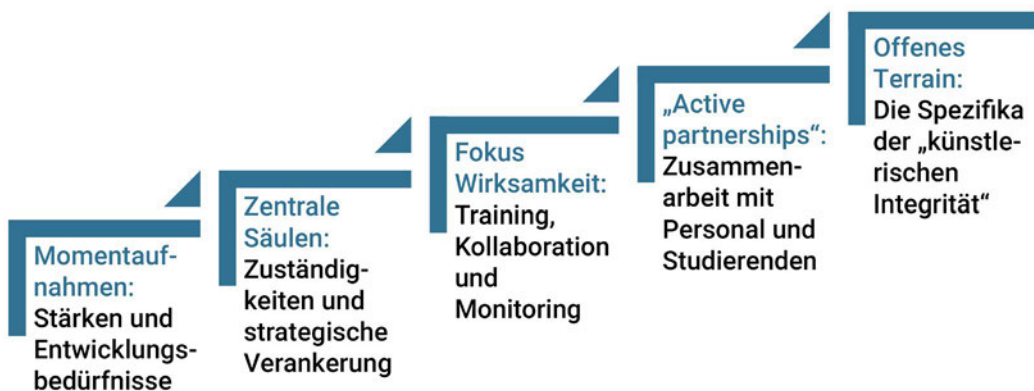 Momentauf-
nahmen:
Stärken und
Entwicklungs-
bedürfnisse
Zentrale
Säulen:
Zuständig-
keiten und
strategische
Verankerung
Fokus
Wirksamkeit:
Training,
Kollaboration
und
Monitoring
„Active
partnerships“:
Zusammen-
arbeit mit
Personal und
Studierenden
Offenes
Terrain:
Die Spezifika
der „künstle-
rischen
Integrität“